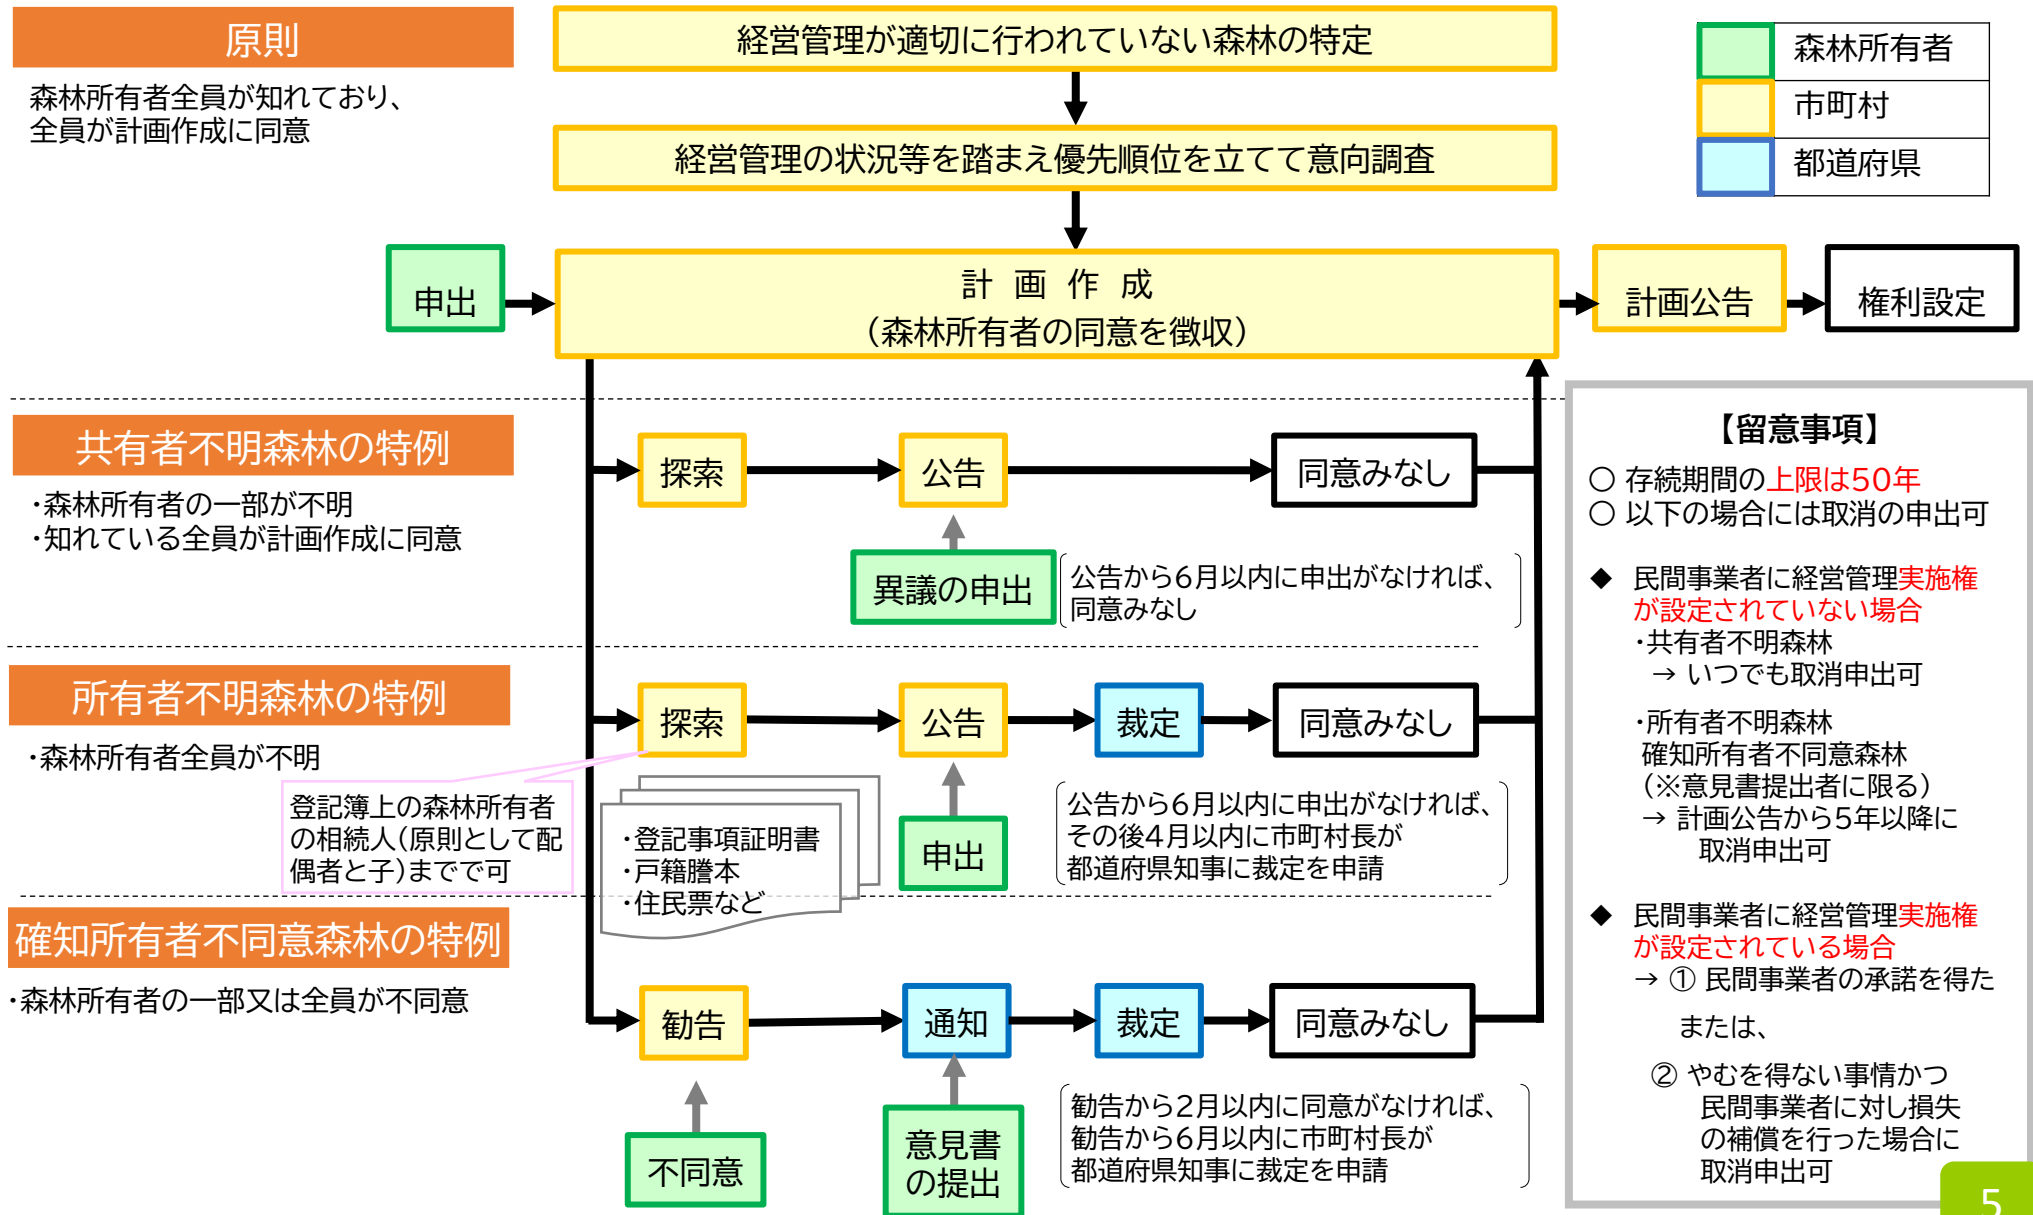 原則
森林所有者全員が知れており、
全員が計画作成に同意
経営管理が適切に行われていない森林の特定
経営管理の状況等を踏まえ優先順位を立てて意向調査
森林所有者
市町村
都道府県
申出
計画作成
（森林所有者の同意を徴収）
計画公告
権利設定
共有者不明森林の特例
・森林所有者の一部が不明
・知れている全員が計画作成に同意
探索
公告
同意みなし
異議の申出
公告から6月以内に申出がなければ、
同意みなし
所有者不明森林の特例
・森林所有者全員が不明
探索
公告
裁定
同意みなし
登記簿上の森林所有者
の相続人（原則として配
偶者と子）までで可
・登記事項証明書
・戸籍謄本
・住民票など
申出
公告から6月以内に申出がなければ、
その後4月以内に市町村長が
都道府県知事に裁定を申請
確知所有者不同意森林の特例
・森林所有者の一部又は全員が不同意
勧告
通知
裁定
同意みなし
不同意
意見書
の提出
勧告から2月以内に同意がなければ、
勧告から6月以内に市町村長が
都道府県知事に裁定を申請
【留意事項】
○ 存続期間の上限は50年
○ 以下の場合には取消の申出可
◆ 民間事業者に経営管理実施権
が設定されていない場合
・共有者不明森林
→ いつでも取消申出可
・所有者不明森林
確知所有者不同意森林
（※意見書提出者に限る）
→ 計画公告から5年以降に
取消申出可
◆ 民間事業者に経営管理実施権
が設定されている場合
→ ① 民間事業者の承諾を得た
または、
② やむを得ない事情かつ
民間事業者に対し損失
の補償を行った場合に
取消申出可
5